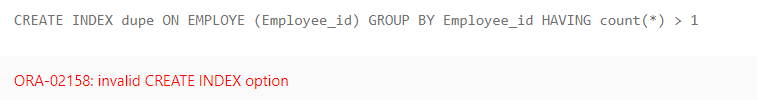 CREATE INDEX dupe ON EMPLOYE (Employee_id) GROUP BY Employee_id HAVING count(*) > 1
ORA-02158: invalid CREATE INDEX option